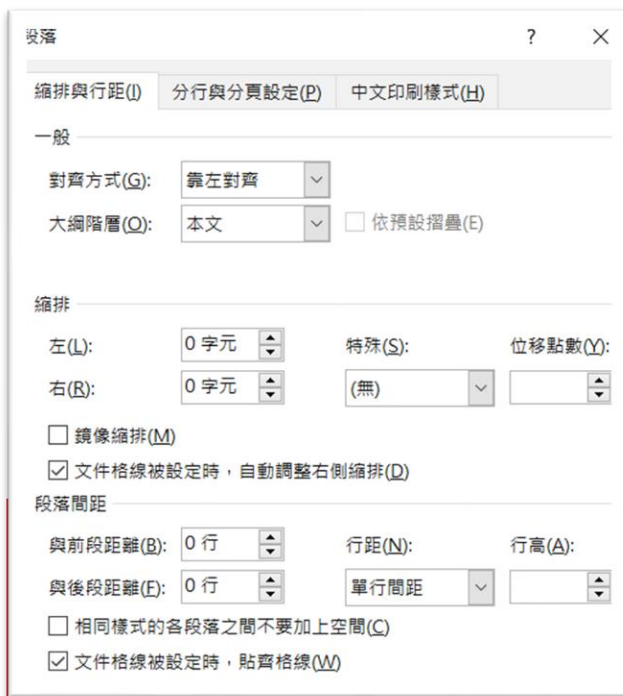 段落 ?
縮排與行距(I) 分行與分頁設定(P) 中文印刷樣式(H)
一般
對齊方式(G): 靠左對齊
大綱階層(O): 本文 依預設摺疊(E)
縮排
左(L): 0 字元 特殊(S): 位移點數(Y):
右(R): 0 字元 (無)
鏡像縮排(M)
文件格線被設定時，自動調整右側縮排(D)
段落間距
與前段距離(B): 0 行 行距(N): 行高(A):
與後段距離(F): 0 行 單行間距
相同樣式的各段落之間不要加上空間(C)
文件格線被設定時，貼齊格線(W)